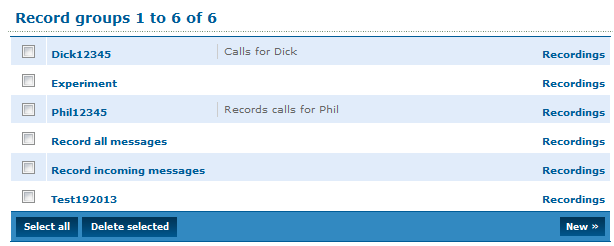 Record groups 1 to 6 of 6
Dick12345 Calls for Dick Recordings
Experiment Recordings
Phil12345 Records calls for Phil Recordings
Record all messages Recordings
Record incoming messages Recordings
Test192013 Recordings
Select all Delete selected New »